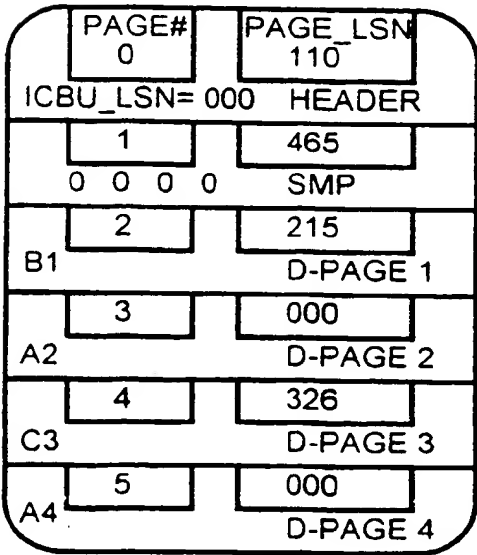 PAGE# PAGE_LSN
0 110
ICBU_LSN= 000 HEADER
1 465
0 0 0 0 SMP
2 215
B1 D-PAGE 1
3 000
A2 D-PAGE 2
4 326
C3 D-PAGE 3
5 000
A4 D-PAGE 4